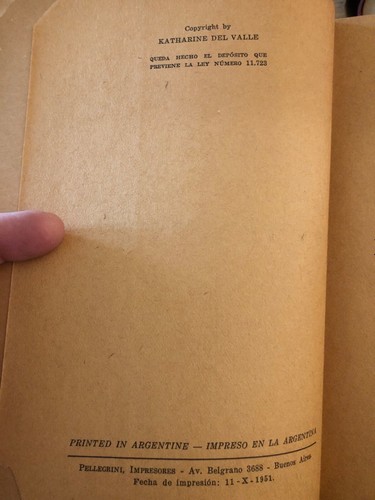 Copyright by
KATHARINE DEL VALLE
QUEDA HECHO EL DEPÓSITO QUE
PREVIENE LA LEY NÚMERO 11.723
PRINTED IN ARGENTINE — IMPRESO EN LA ARGENTINA
PELLEGRINI, IMPRESORES - Av. Belgrano 3688 - Buenos Aires
Fecha de impresión: 11-X-1951.